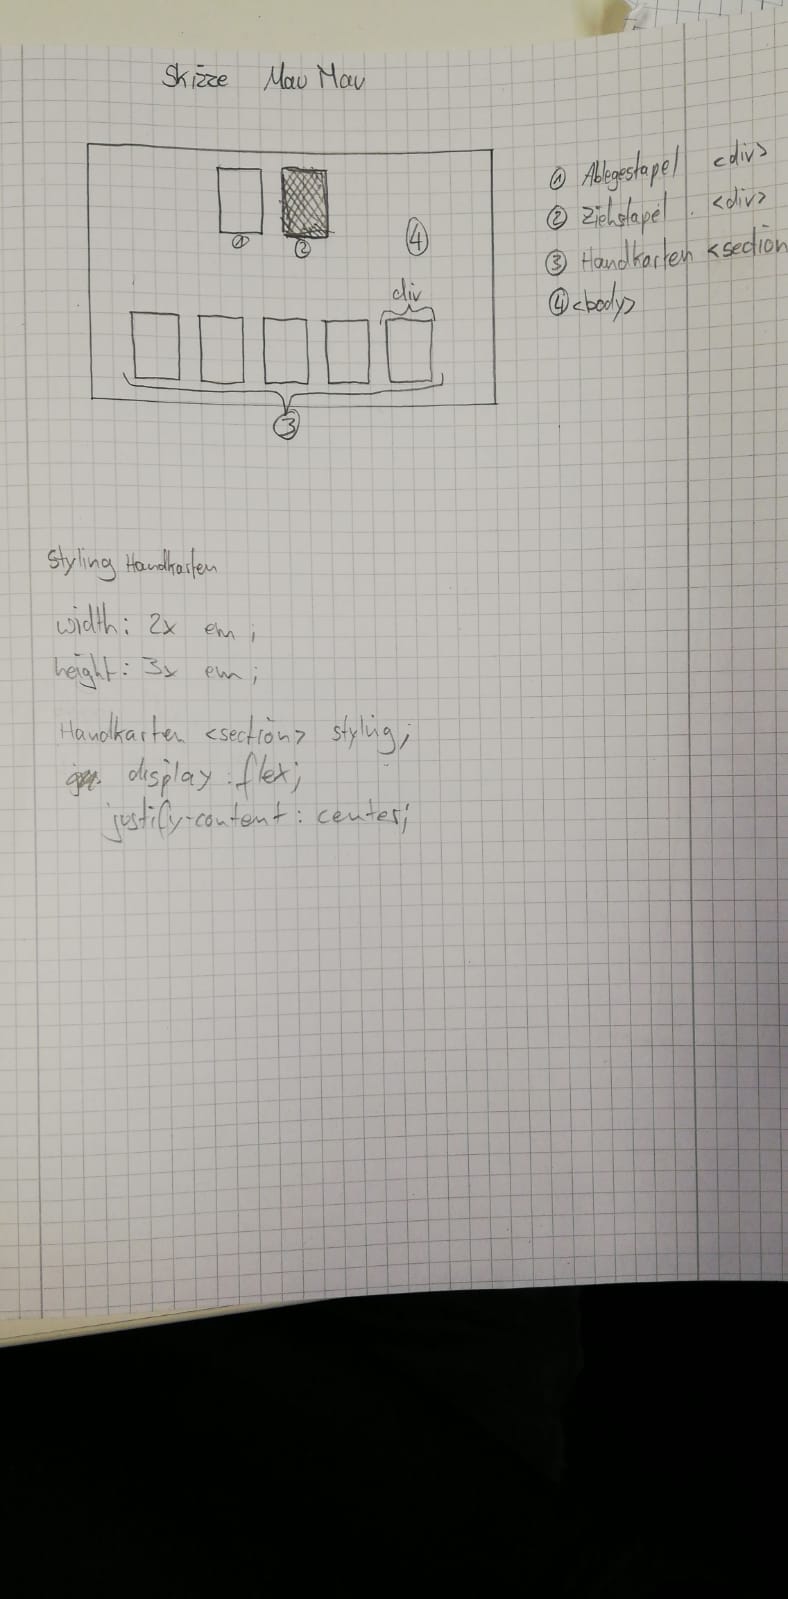 Skizze Mau Mau
① Ablegestapel <div>
② Ziehstapel <div>
③ Handkarten <section
④ <body>
①
②
④
div
③
Styling Handkarten
width: 2x em;
height: 3x em;
Handkarten <section> styling;
display: flex;
justify-content: center;